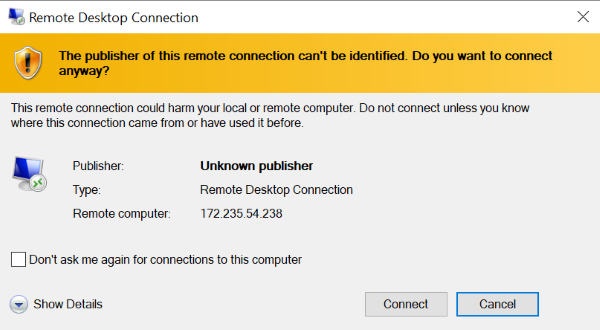 Remote Desktop Connection
The publisher of this remote connection can't be identified. Do you want to connect
anyway?
This remote connection could harm your local or remote computer. Do not connect unless you know
where this connection came from or have used it before.
Publisher: Unknown publisher
Type: Remote Desktop Connection
Remote computer: 172.235.54.238
Don't ask me again for connections to this computer
Show Details Connect Cancel